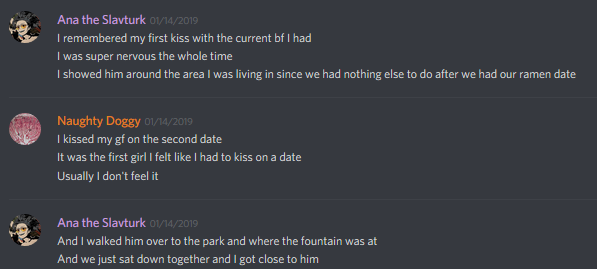 Ana the Slavturk 01/14/2019
I remembered my first kiss with the current bf I had
I was super nervous the whole time
I showed him around the area I was living in since we had nothing else to do after we had our ramen date
Naughty Doggy 01/14/2019
I kissed my gf on the second date
It was the first girl I felt like I had to kiss on a date
Usually I don't feel it
Ana the Slavturk 01/14/2019
And I walked him over to the park and where the fountain was at
And we just sat down together and I got close to him